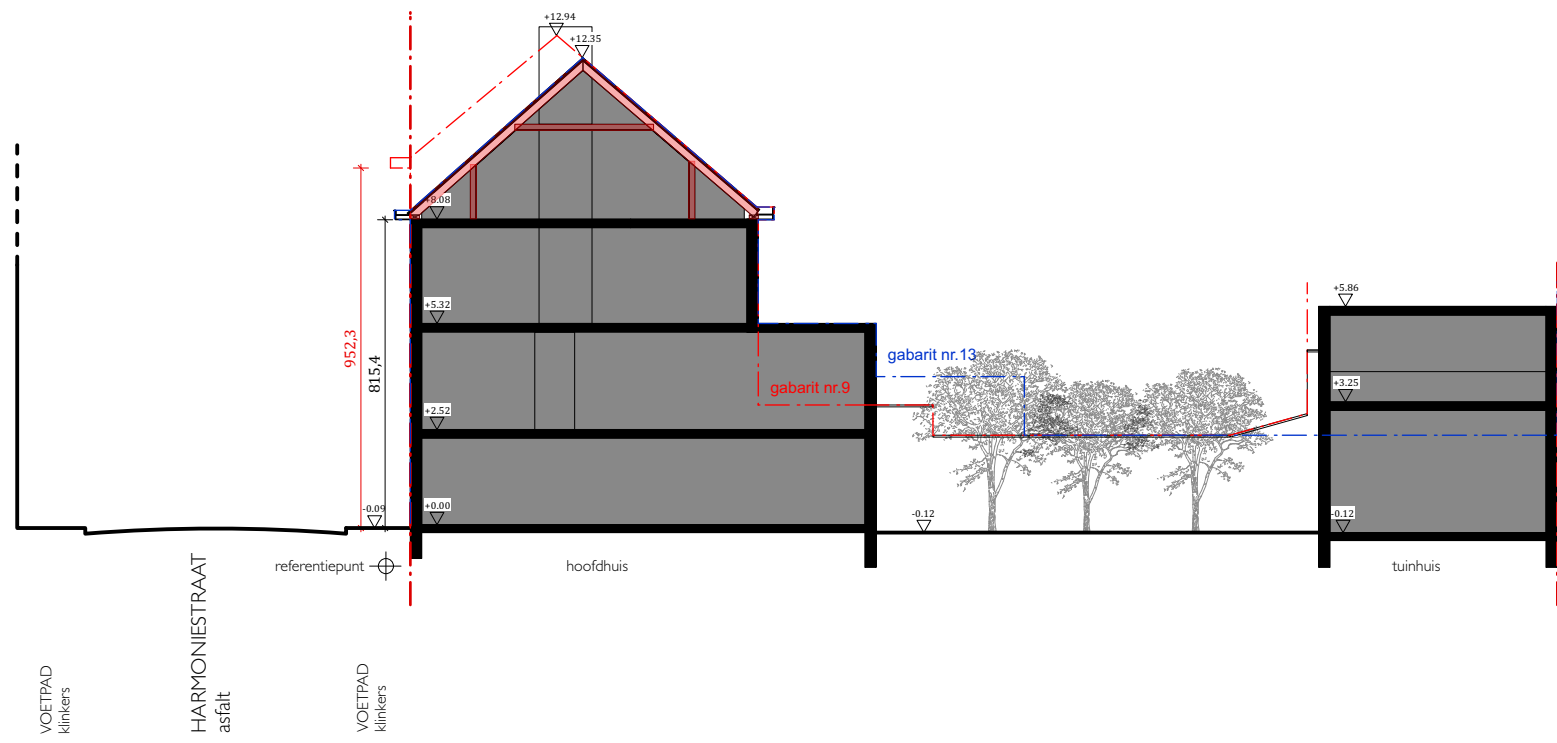 +12.94
+12.35
+8.08
+5.32
+2.52
+0.00
-0.09
952,3
815,4
gabarit nr.13
gabarit nr.9
+5.86
+3.25
-0.12
-0.12
referentiepunt
hoofdhuis
tuinhuis
VOETPAD
klinkers
HARMONIESTRAAT
asfalt
VOETPAD
klinkers